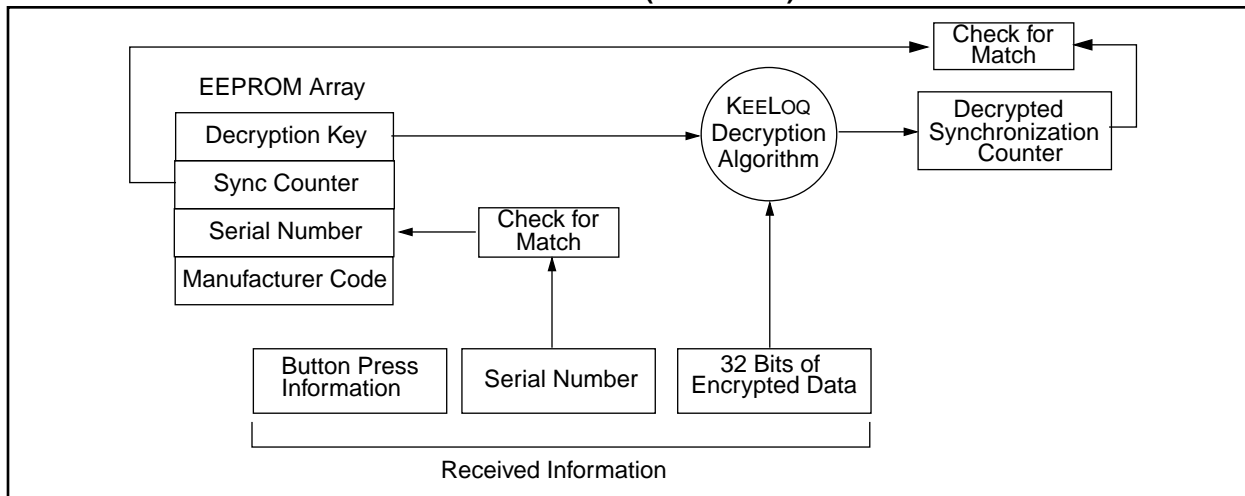 Check for
Match
EEPROM Array
KEELOQ
Decryption
Algorithm
Decryption Key
Decrypted
Synchronization
Counter
Sync Counter
Serial Number
Check for
Match
Manufacturer Code
Button Press
Information
Serial Number
32 Bits of
Encrypted Data
Received Information